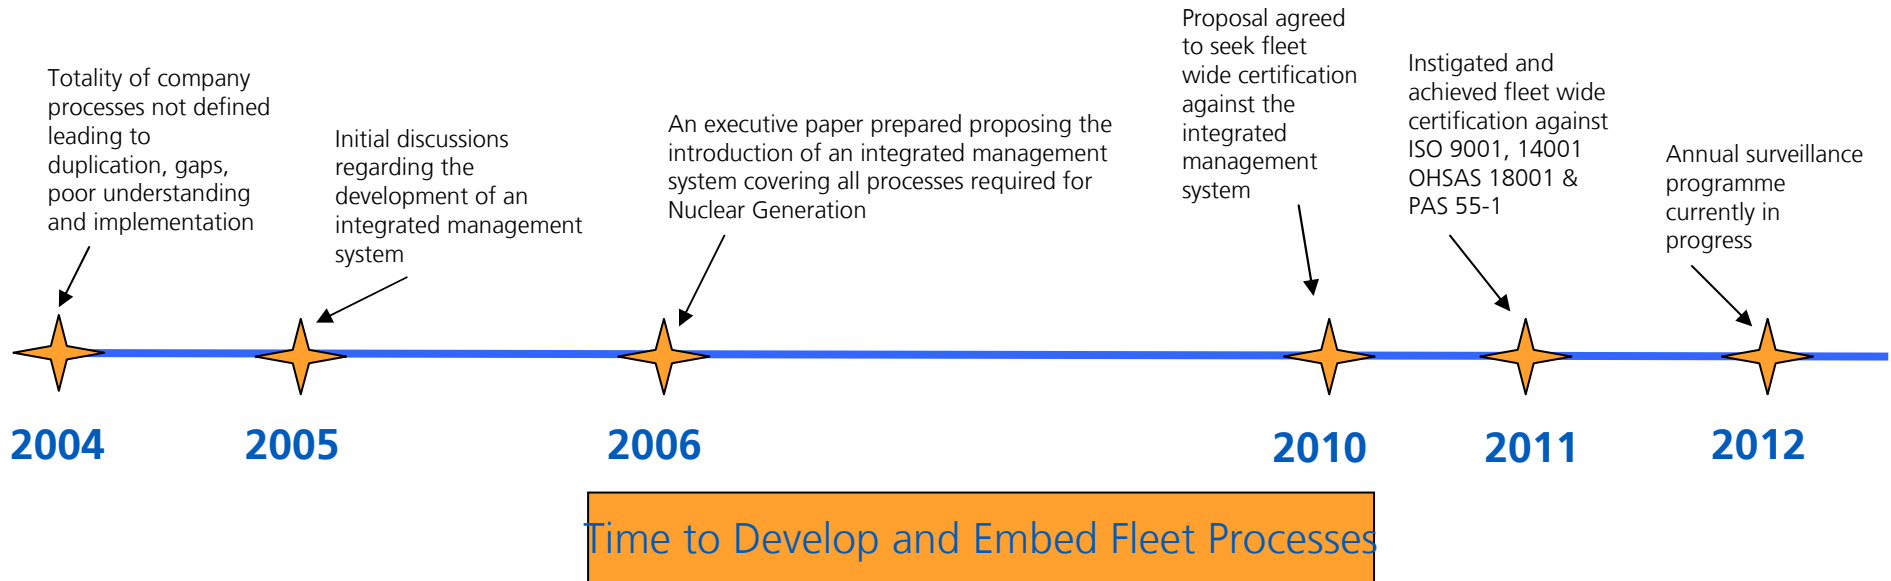 Totality of company
processes not defined
leading to
duplication, gaps,
poor understanding
and implementation
Initial discussions
regarding the
development of an
integrated management
system
An executive paper prepared proposing the
introduction of an integrated management
system covering all processes required for
Nuclear Generation
Proposal agreed
to seek fleet
wide certification
against the
integrated
management
system
Instigated and
achieved fleet wide
certification against
ISO 9001, 14001
OHSAS 18001 &
PAS 55-1
Annual surveillance
programme
currently in
progress
2004
2005
2006
2010
2011
2012
Time to Develop and Embed Fleet Processes